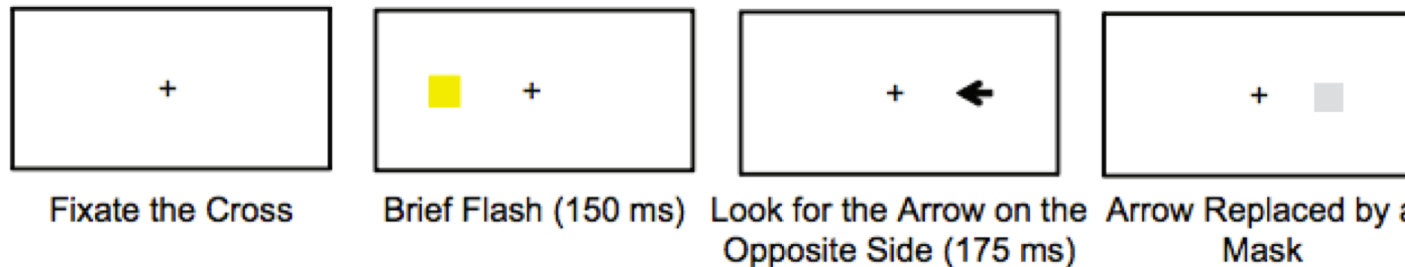 Fixate the Cross
Brief Flash (150 ms)
Look for the Arrow on the
Opposite Side (175 ms)
Arrow Replaced by a
Mask